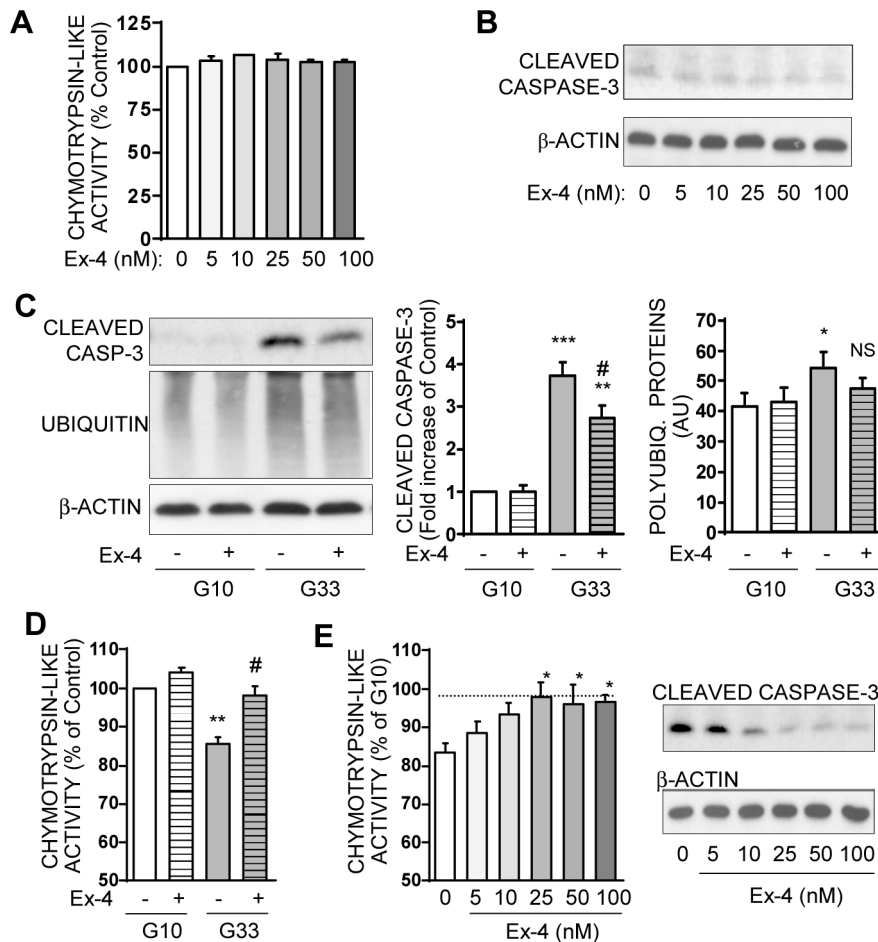 A
CHYMOTRYPSIN-LIKE
ACTIVITY (% Control)
125
100
75
50
25
0
Ex-4 (nM): 0 5 10 25 50 100
B
CLEAVED
CASPASE-3
β-ACTIN
Ex-4 (nM): 0 5 10 25 50 100
C
CLEAVED
CASP-3
UBIQUITIN
β-ACTIN
Ex-4 - + - +
G10 G33
CLEAVED CASPASE-3
(Fold increase of Control)
5
4
3
2
1
0
***
#
**
Ex-4 - + - +
G10 G33
POLYUBIQ. PROTEINS
(AU)
70
60
50
40
30
20
10
0
*
NS
Ex-4 - + - +
G10 G33
D
CHYMOTRYPSIN-LIKE
ACTIVITY (% of Control)
110
100
90
80
70
60
50
**
#
Ex-4 - + - +
G10 G33
E
CHYMOTRYPSIN-LIKE
ACTIVITY (% of G10)
110
100
90
80
70
60
50
* * *
0 5 10 25 50 100
Ex-4 (nM)
CLEAVED CASPASE-3
β-ACTIN
0 5 10 25 50 100
Ex-4 (nM)